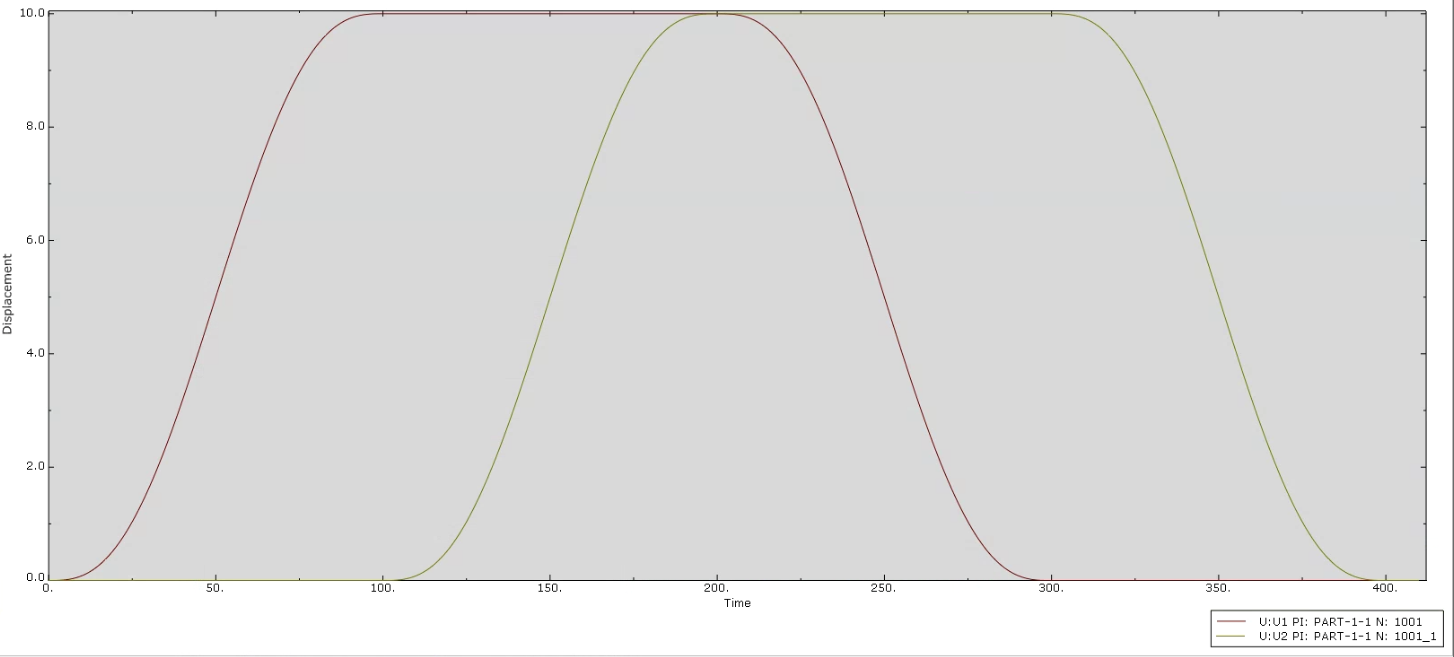 10.0
8.0
6.0
Displacement
4.0
2.0
0.0
0. 50. 100. 150. 200. 250. 300. 350. 400.
Time
U:U1 PI: PART-1-1 N: 1001
U:U2 PI: PART-1-1 N: 1001_1